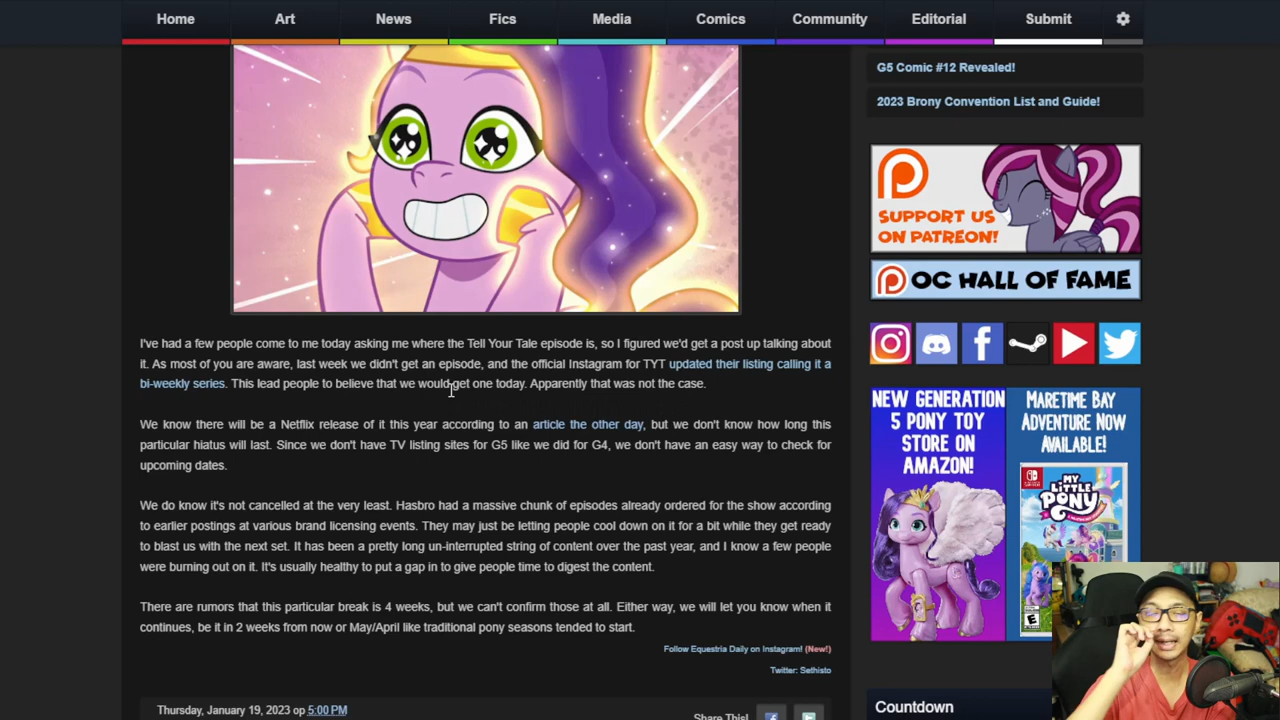 Home Art News Fics Media Comics Community Editorial Submit
I've had a few people come to me today asking me where the Tell Your Tale episode is, so I figured we'd get a post up talking about
it. As most of you are aware, last week we didn't get an episode, and the official Instagram for TYT updated their listing calling it a
bi-weekly series. This lead people to believe that we would get one today. Apparently that was not the case.
We know there will be a Netflix release of it this year according to an article the other day, but we don't know how long this
particular hiatus will last. Since we don't have TV listing sites for G5 like we did for G4, we don't have an easy way to check for
upcoming dates.
We do know it's not cancelled at the very least. Hasbro had a massive chunk of episodes already ordered for the show according
to earlier postings at various brand licensing events. They may just be letting people cool down on it for a bit while they get ready
to blast us with the next set. It has been a pretty long un-interrupted string of content over the past year, and I know a few people
were burning out on it. It's usually healthy to put a gap in to give people time to digest the content.
There are rumors that this particular break is 4 weeks, but we can't confirm those at all. Either way, we will let you know when it
continues, be it in 2 weeks from now or May/April like traditional pony seasons tended to start.
Follow Equestria Daily on Instagram! (New!)
Twitter: Sethisto
Thursday, January 19, 2023 op 5:00 PM
Share This!
G5 Comic #12 Revealed!
2023 Brony Convention List and Guide!
SUPPORT US
ON PATREON!
OC HALL OF FAME
NEW GENERATION
5 PONY TOY
STORE ON
AMAZON!
MARETIME BAY
ADVENTURE NOW
AVAILABLE!
MY
LITTLE
PONY
Countdown